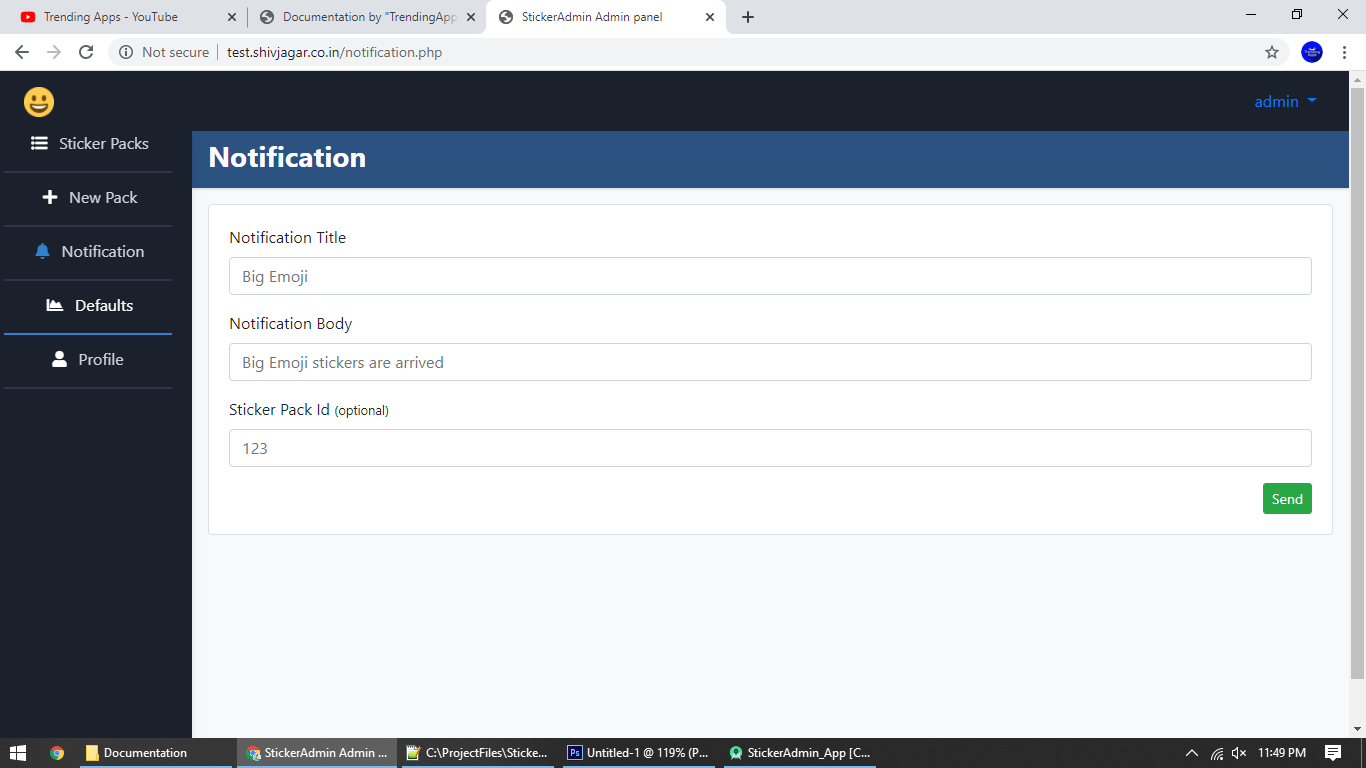 Trending Apps - YouTube
Documentation by "TrendingApp
StickerAdmin Admin panel
Not secure
test.shivjagar.co.in/notification.php
admin
Sticker Packs
New Pack
Notification
Defaults
Profile
Notification
Notification Title
Big Emoji
Notification Body
Big Emoji stickers are arrived
Sticker Pack Id (optional)
123
Send
Documentation
StickerAdmin Admin ...
C:\ProjectFiles\Sticke...
Ps
Untitled-1 @ 119% (P...
StickerAdmin_App [C...
11:49 PM